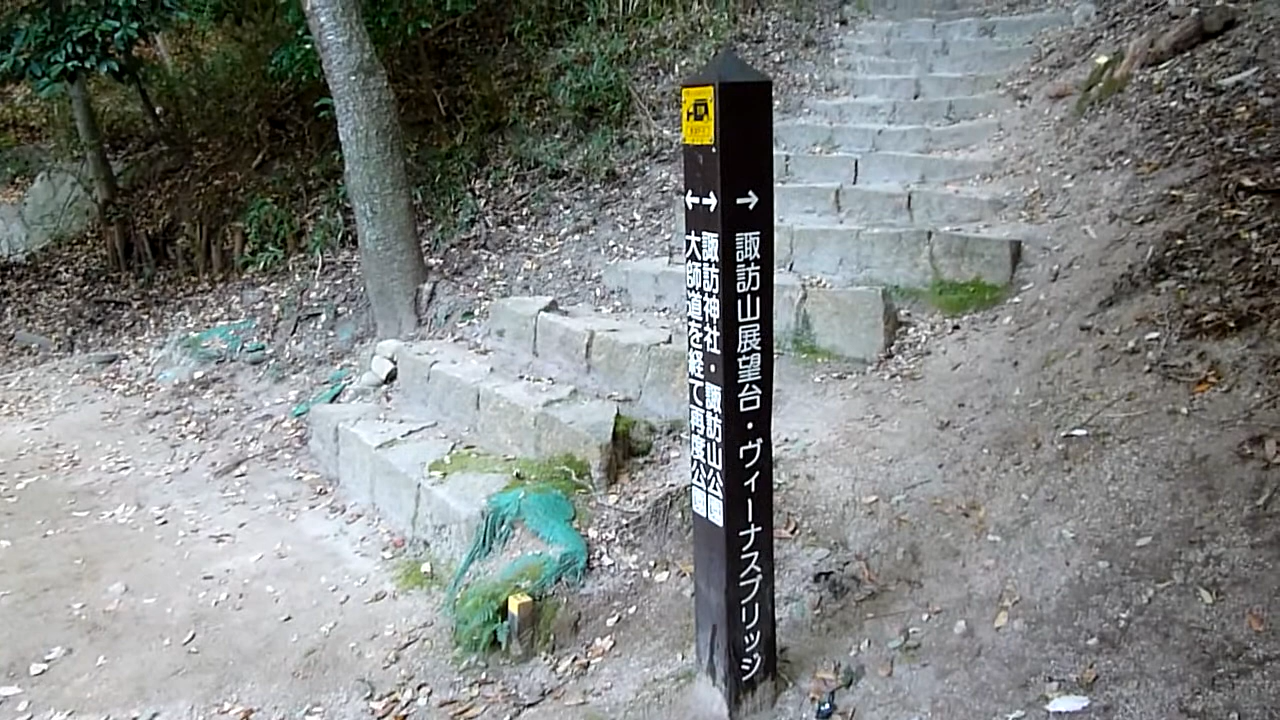 → 諏訪山展望台・ヴィーナスブリッジ
→ 諏訪神社・諏訪山公園
← 大師道を経て再度公園